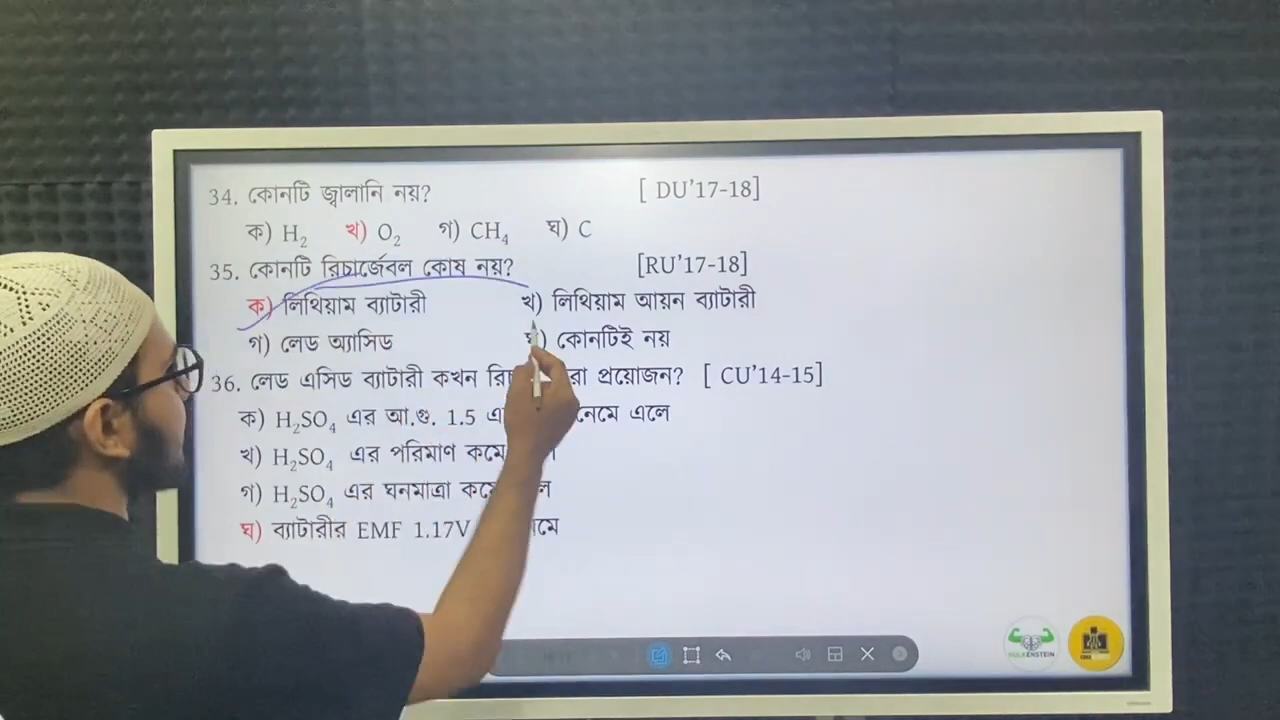 34. কোনটি জ্বালানি নয়? [ DU’17-18]
ক) H₂ খ) O₂ গ) CH₄ ঘ) C
35. কোনটি রিচার্জেবল কোষ নয়? [RU’17-18]
ক) লিথিয়াম ব্যাটারী খ) লিথিয়াম আয়ন ব্যাটারী
গ) লেড অ্যাসিড ঘ) কোনটিই নয়
36. লেড এসিড ব্যাটারী কখন প্রয়োজন? [ CU’14-15]
ক) H₂SO₄ এর আ.গু. 1.5 নেমে এলে
খ) H₂SO₄ এর পরিমাণ কমে
গ) H₂SO₄ এর ঘনমাত্রা
ঘ) ব্যাটারীর EMF 1.17V
HULKENSTEIN